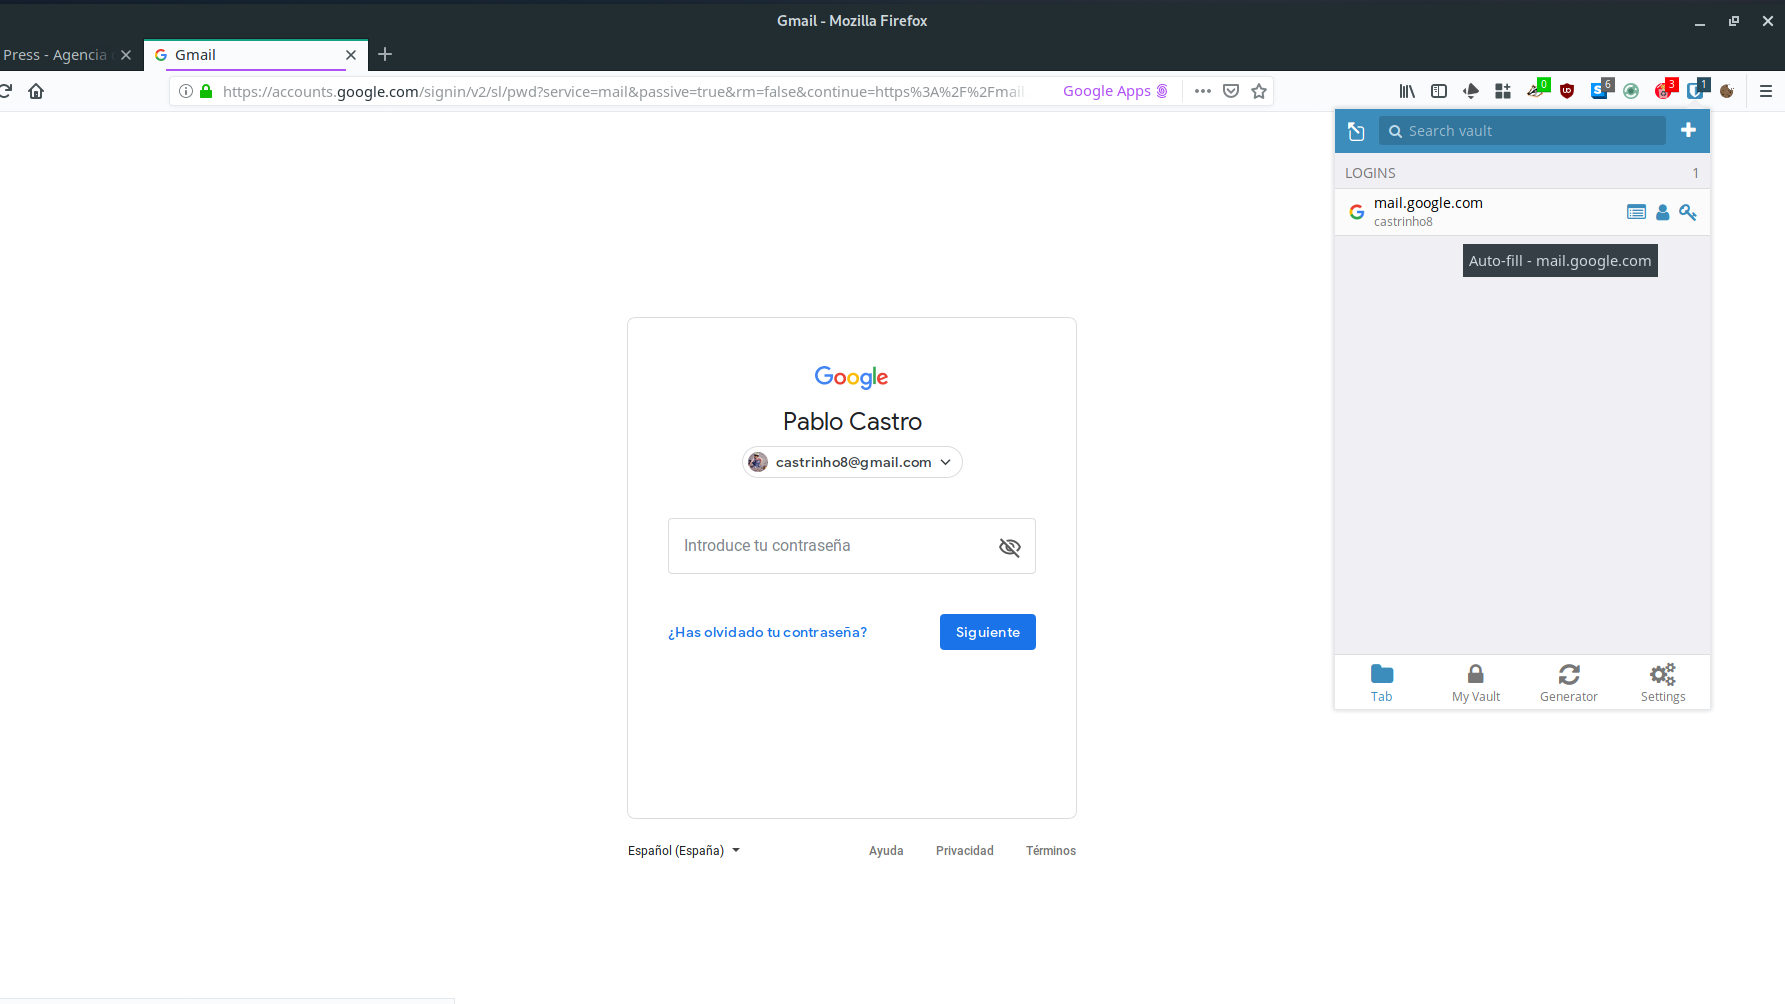 Gmail - Mozilla Firefox
Press - Agencia
Gmail
https://accounts.google.com/signin/v2/sl/pwd?service=mail&passive=true&rm=false&continue=https%3A%2F%2Fmail
Google Apps
0
6
3
1
Search vault
LOGINS 1
mail.google.com
castrinho8
Auto-fill - mail.google.com
Google
Pablo Castro
castrinho8@gmail.com
Introduce tu contraseña
¿Has olvidado tu contraseña?
Siguiente
Tab
My Vault
Generator
Settings
Español (España)
Ayuda
Privacidad
Términos